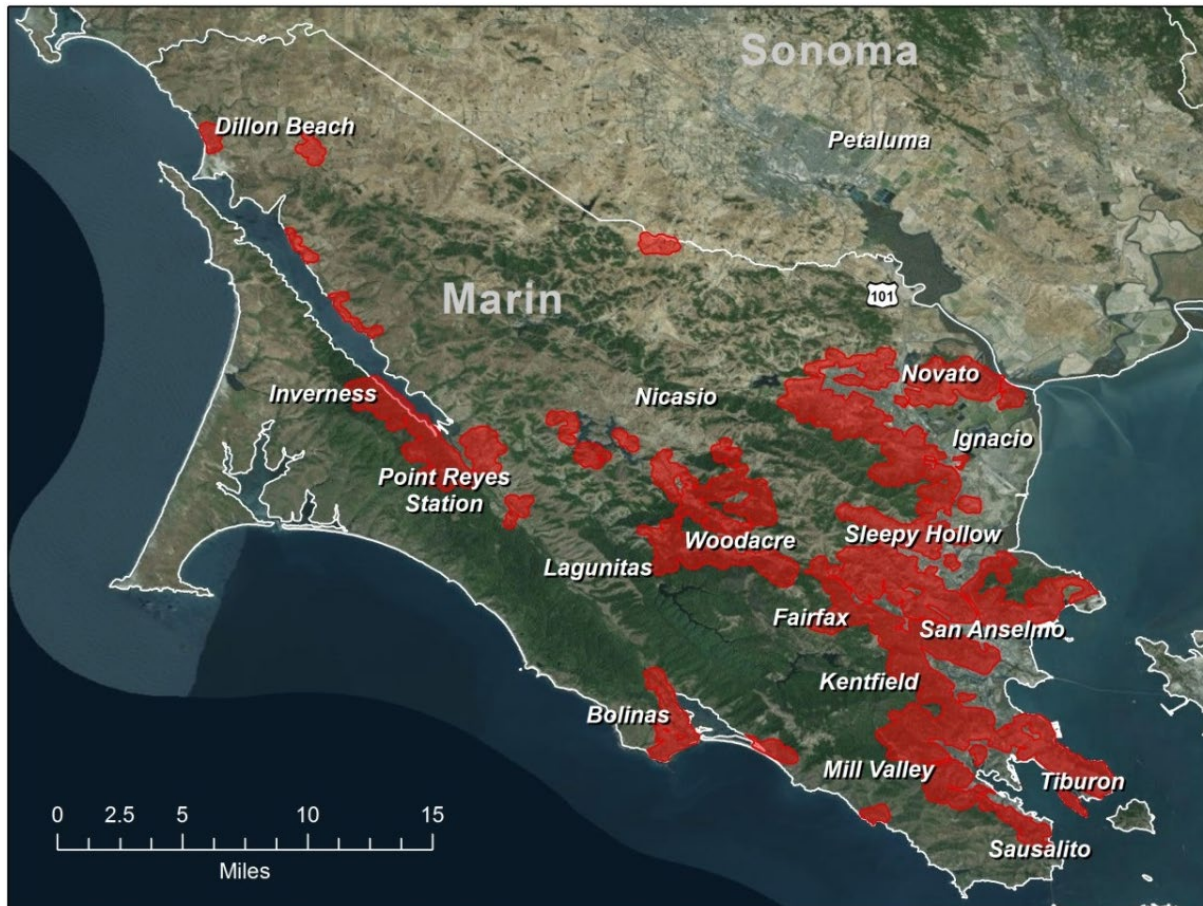 Sonoma
Dillon Beach
Petaluma
Marin
101
Inverness
Nicasio
Novato
Ignacio
Point Reyes
Station
Sleepy Hollow
Woodacre
Lagunitas
Fairfax
San Anselmo
Kentfield
Bolinas
Mill Valley
Tiburon
Sausalito
0 2.5 5 10 15
Miles